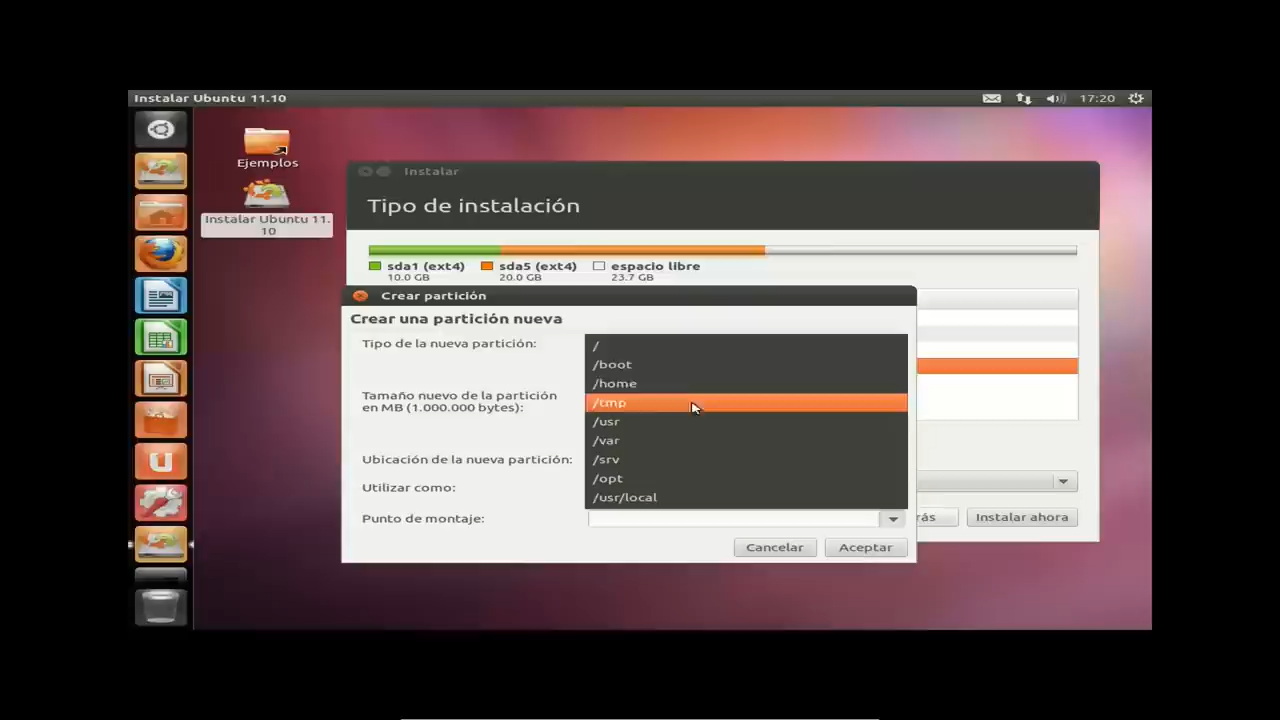 Instalar Ubuntu 11.10
17:20
Ejemplos
Instalar Ubuntu 11.
10
Instalar
Tipo de instalación
sda1 (ext4)
10.0 GB
sda5 (ext4)
20.0 GB
espacio libre
23.7 GB
Crear partición
Crear una partición nueva
Tipo de la nueva partición:
Tamaño nuevo de la partición
en MB (1.000.000 bytes):
Ubicación de la nueva partición:
Utilizar como:
Punto de montaje:
/
/boot
/home
/tmp
/usr
/var
/srv
/opt
/usr/local
Cancelar
Aceptar
rás
Instalar ahora